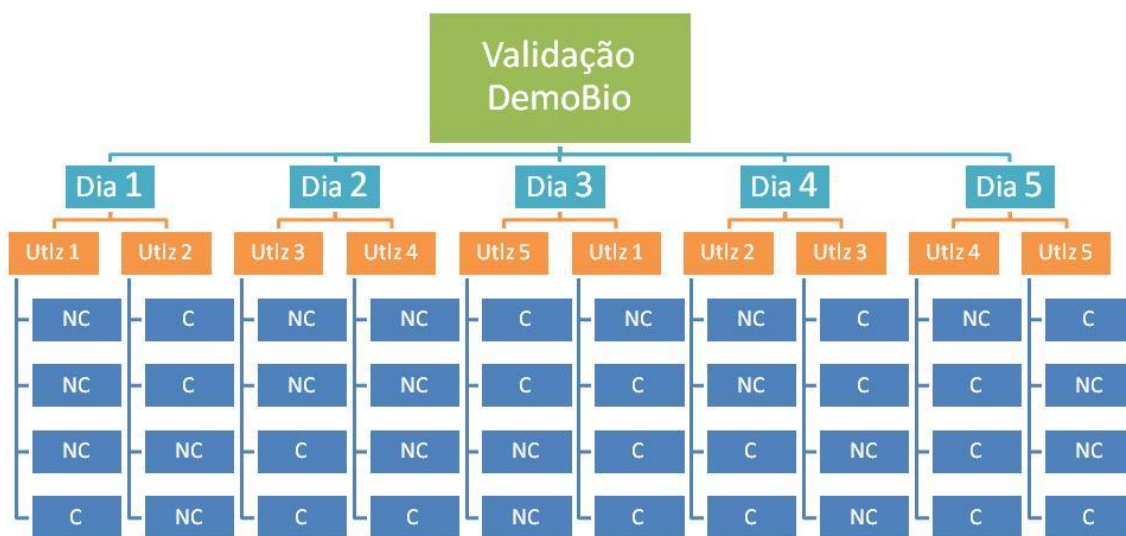 Validação
DemoBio
Dia 1 Dia 2 Dia 3 Dia 4 Dia 5
Utlz 1 Utlz 2 Utlz 3 Utlz 4 Utlz 5 Utlz 1 Utlz 2 Utlz 3 Utlz 4 Utlz 5
NC C NC NC C NC NC C NC C
NC C NC NC C C NC C C NC
NC NC C NC NC C C NC C NC
C NC C C NC C C NC C C